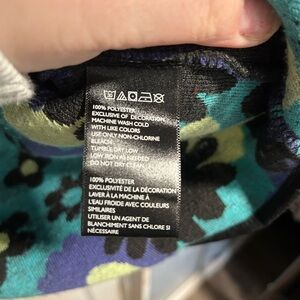 100% POLYESTER
EXCLUSIVE OF DECORATION
MACHINE WASH COLD
WITH LIKE COLORS
USE ONLY NON-CHLORINE
BLEACH
TUMBLE DRY LOW
LOW IRON AS NEEDED
DO NOT DRY CLEAN
100% POLYESTER
EXCLUSIVITÉ DE LA DÉCORATION
LAVER À LA MACHINE À
L'EAU FROIDE AVEC COULEURS
SIMILAIRES
UTILISER UN AGENT DE
BLANCHIMENT SANS CHLORE SI
NÉCESSAIRE